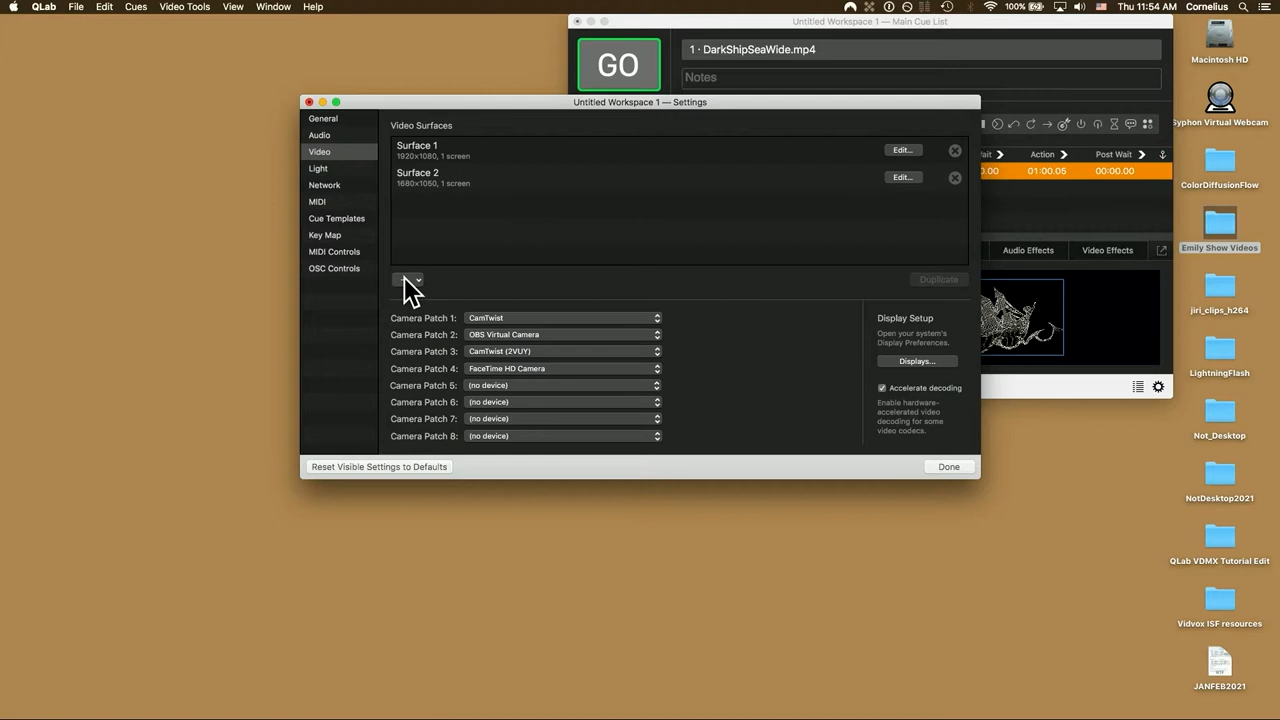 QLab File Edit Cues Video Tools View Window Help
100% Thu 11:54 AM Cornelius
Untitled Workspace 1 — Main Cue List
GO
1 · DarkShipSeaWide.mp4
Notes
Untitled Workspace 1 — Settings
General
Audio
Video
Light
Network
MIDI
Cue Templates
Key Map
MIDI Controls
OSC Controls
Video Surfaces
Surface 1
1920x1080, 1 screen
Edit...
Surface 2
1680x1050, 1 screen
Edit...
Duplicate
Camera Patch 1: CamTwist
Camera Patch 2: OBS Virtual Camera
Camera Patch 3: CamTwist (2VUY)
Camera Patch 4: FaceTime HD Camera
Camera Patch 5: (no device)
Camera Patch 6: (no device)
Camera Patch 7: (no device)
Camera Patch 8: (no device)
Display Setup
Open your system's
Display Preferences.
Displays...
Accelerate decoding
Enable hardware-
accelerated video
decoding for some
video codecs.
Reset Visible Settings to Defaults
Done
Action Post Wait
01:00.05 00:00.00
Audio Effects Video Effects
Macintosh HD
Syphon Virtual Webcam
ColorDiffusionFlow
Emily Show Videos
jiri_clips_h264
LightningFlash
Not_Desktop
NotDesktop2021
QLab VDMX Tutorial Edit
Vidvox ISF resources
JANFEB2021